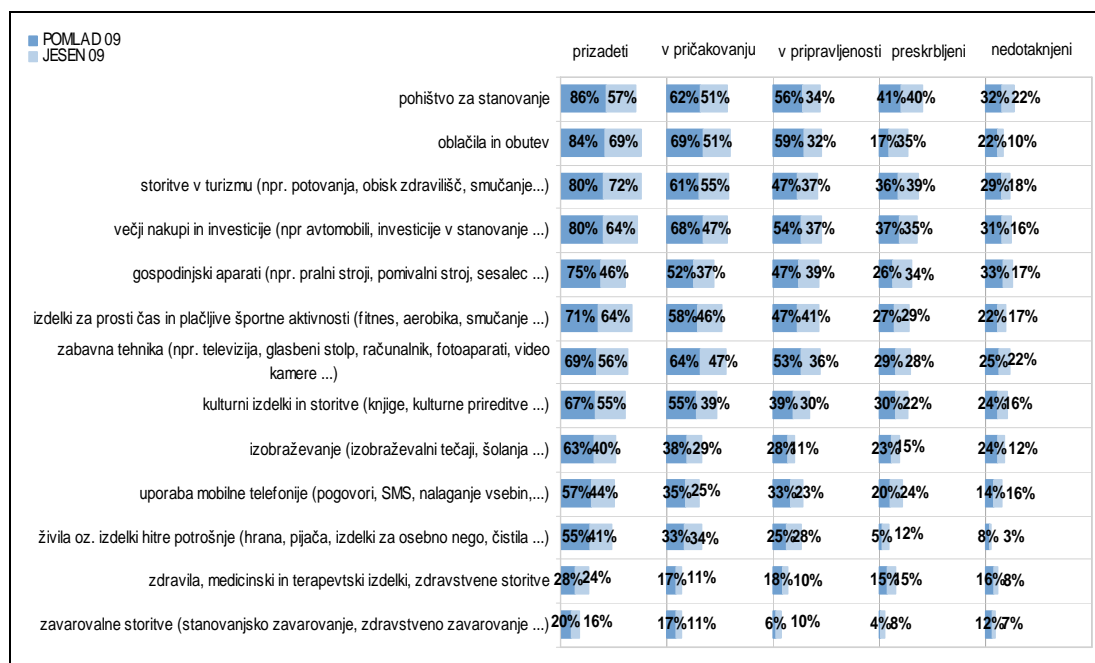 POMLAD 09
JESEN 09
prizadeti v pričakovanju v pripravljenosti preskrbljeni nedotaknjeni
pohištvo za stanovanje 86% 57% 62% 51% 56% 34% 41% 40% 32% 22%
oblačila in obutev 84% 69% 69% 51% 59% 32% 17% 35% 22% 10%
storitve v turizmu (npr. potovanja, obisk zdravilišč, smučanje...) 80% 72% 61% 55% 47% 37% 36% 39% 29% 18%
večji nakupi in investicije (npr avtomobili, investicije v stanovanje ...) 80% 64% 68% 47% 54% 37% 37% 35% 31% 16%
gospodinjski aparati (npr. pralni stroji, pomivalni stroj, sesalec ...) 75% 46% 52% 37% 47% 39% 26% 34% 33% 17%
izdelki za prosti čas in plačljive športne aktivnosti (fitnes, aerobika, smučanje ...) 71% 64% 58% 46% 47% 41% 27% 29% 22% 17%
zabavna tehnika (npr. televizija, glasbeni stolp, računalnik, fotoaparati, video
kamere ...) 69% 56% 64% 47% 53% 36% 29% 28% 25% 22%
kulturni izdelki in storitve (knjige, kulturne prireditve ...) 67% 55% 55% 39% 39% 30% 30% 22% 24% 16%
izobraževanje (izobraževalni tečaji, šolanja ...) 63% 40% 38% 29% 28% 11% 23% 15% 24% 12%
uporaba mobilne telefonije (pogovori, SMS, nalaganje vsebin,...) 57% 44% 35% 25% 33% 23% 20% 24% 14% 16%
živila oz. izdelki hitre potrošnje (hrana, pijača, izdelki za osebno nego, čistila ...) 55% 41% 33% 34% 25% 28% 5% 12% 8% 3%
zdravila, medicinski in terapevtski izdelki, zdravstvene storitve 28% 24% 17% 11% 18% 10% 15% 15% 16% 8%
zavarovalne storitve (stanovanjsko zavarovanje, zdravstveno zavarovanje ...) 20% 16% 17% 11% 6% 10% 4% 8% 12% 7%